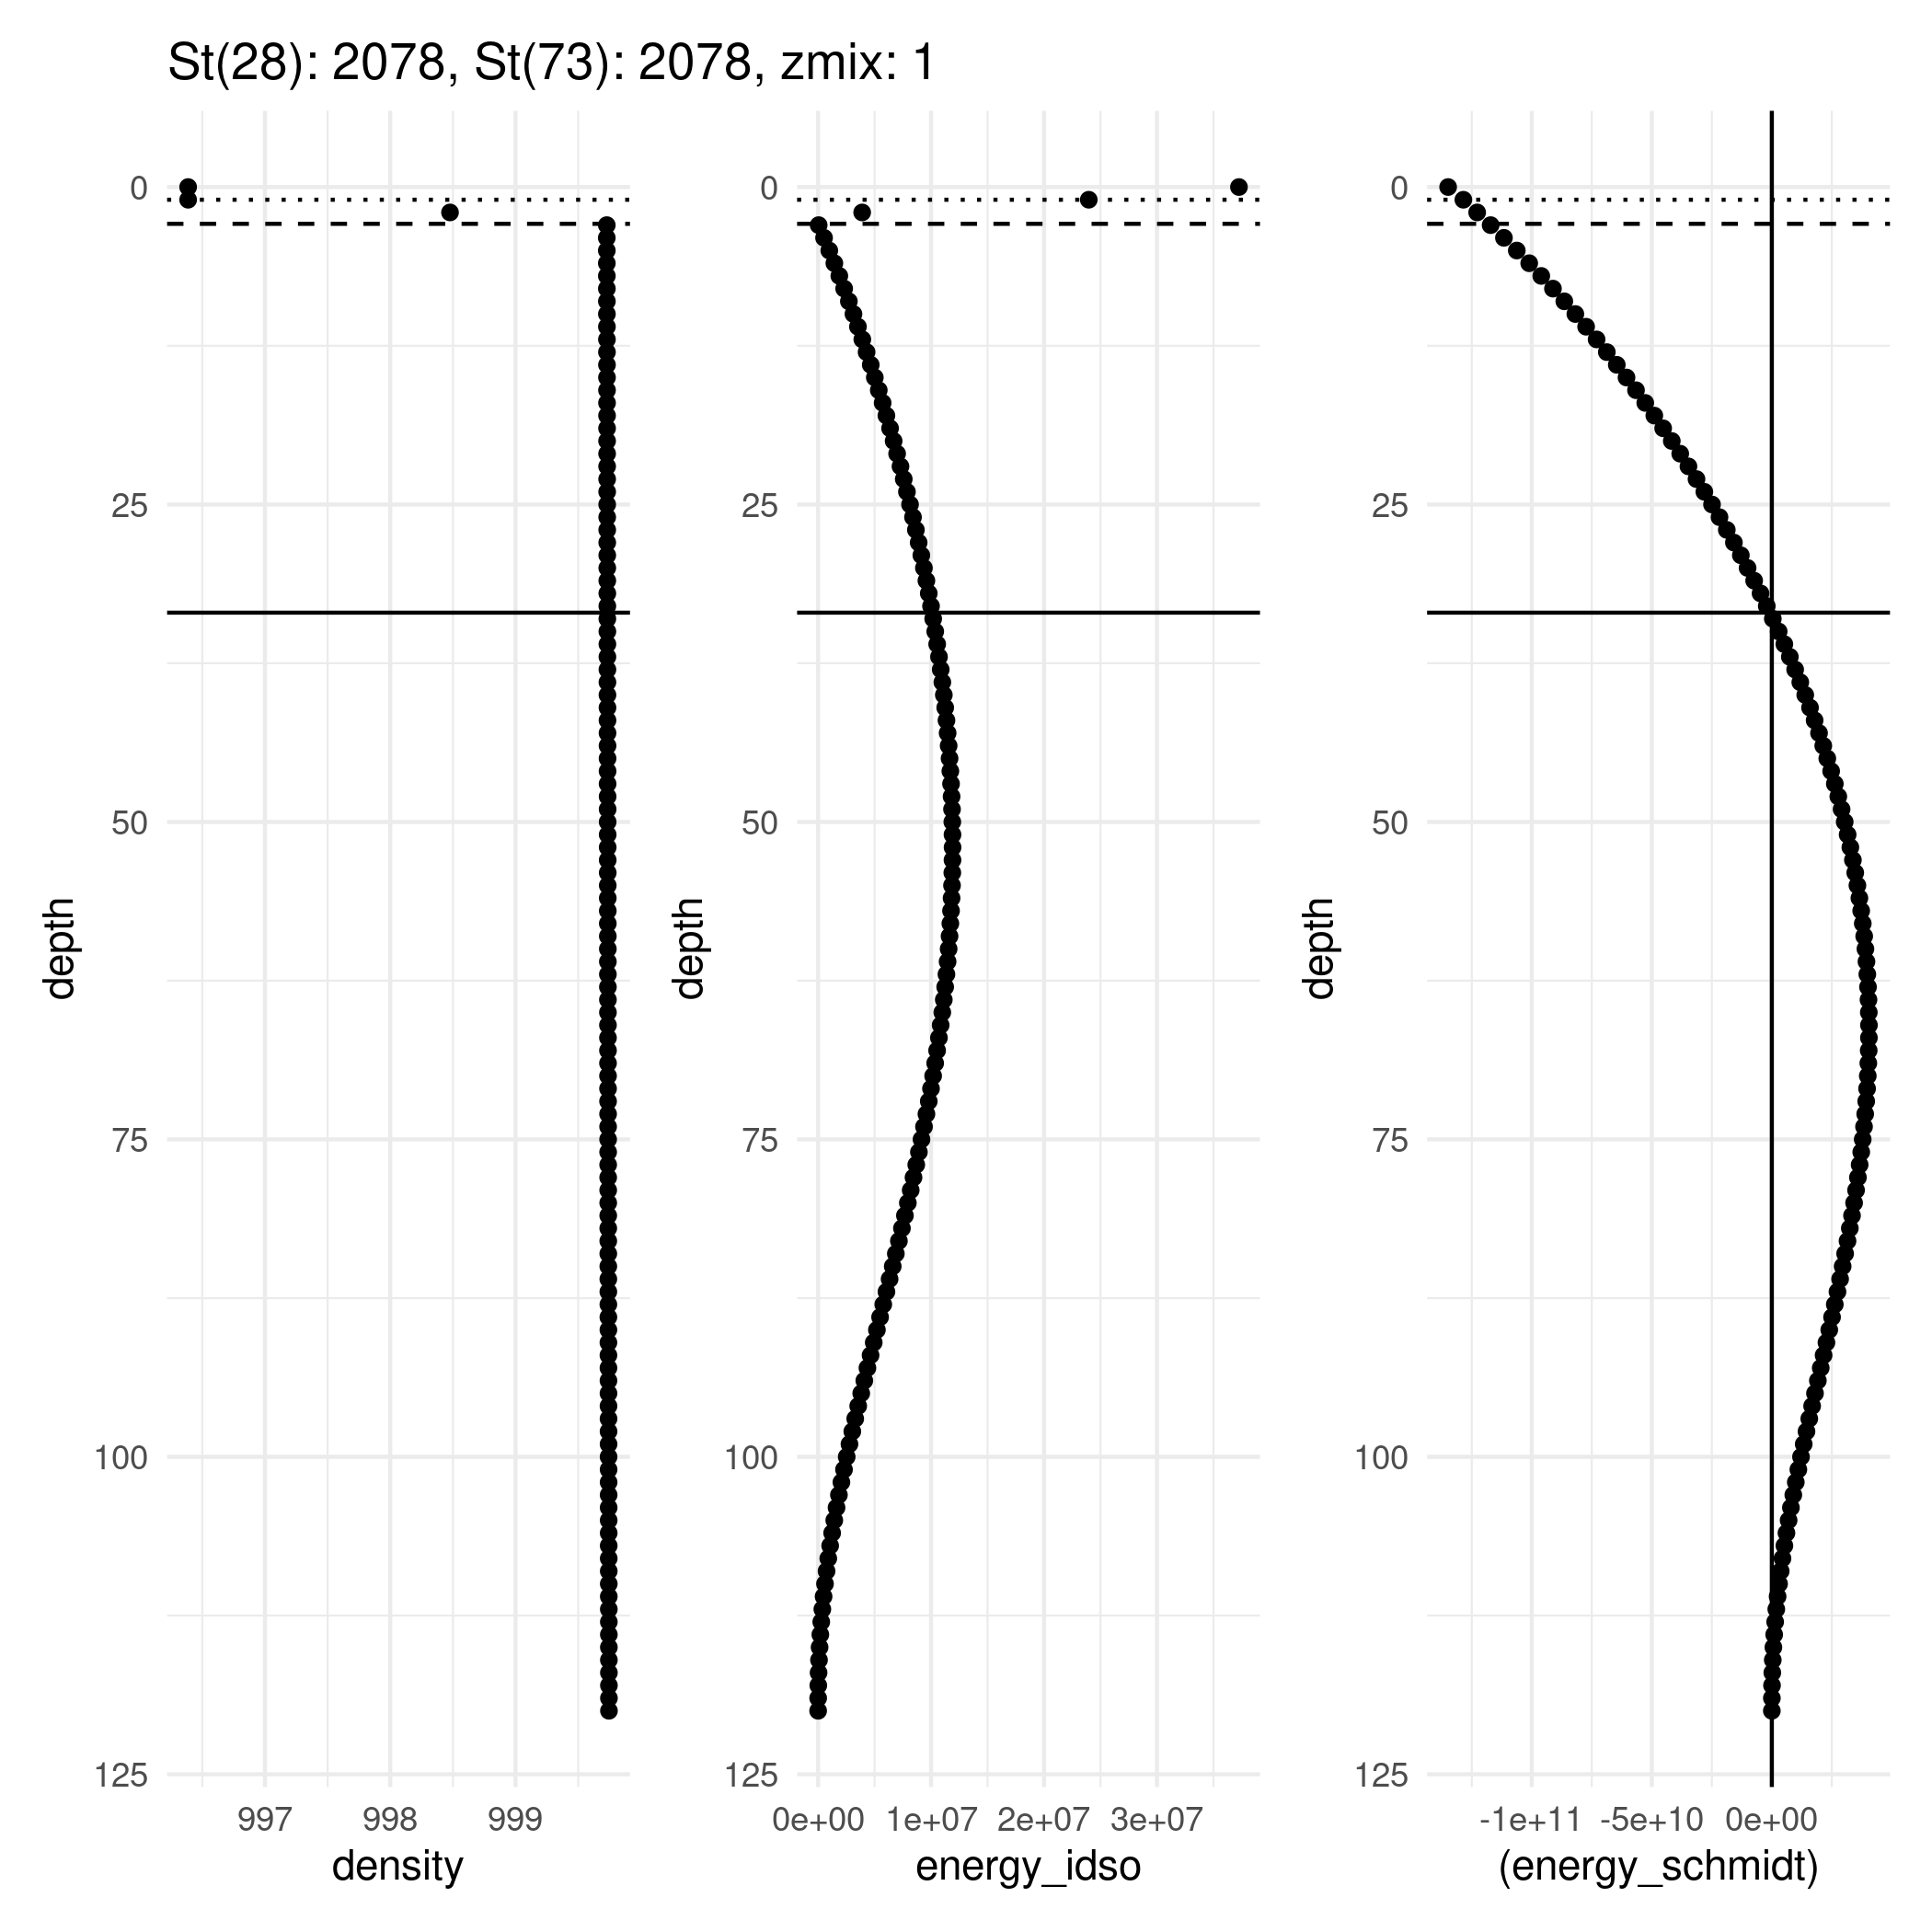 St(28): 2078, St(73): 2078, zmix: 1
depth
0
25
50
75
100
125
997 998 999
density
depth
0
25
50
75
100
125
0e+00 1e+07 2e+07 3e+07
energy_idso
depth
0
25
50
75
100
125
-1e+11 -5e+10 0e+00
(energy_schmidt)